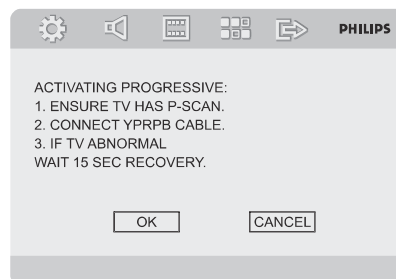 PHILIPS
ACTIVATING PROGRESSIVE:
1. ENSURE TV HAS P-SCAN.
2. CONNECT YPRPB CABLE.
3. IF TV ABNORMAL
WAIT 15 SEC RECOVERY.
OK CANCEL